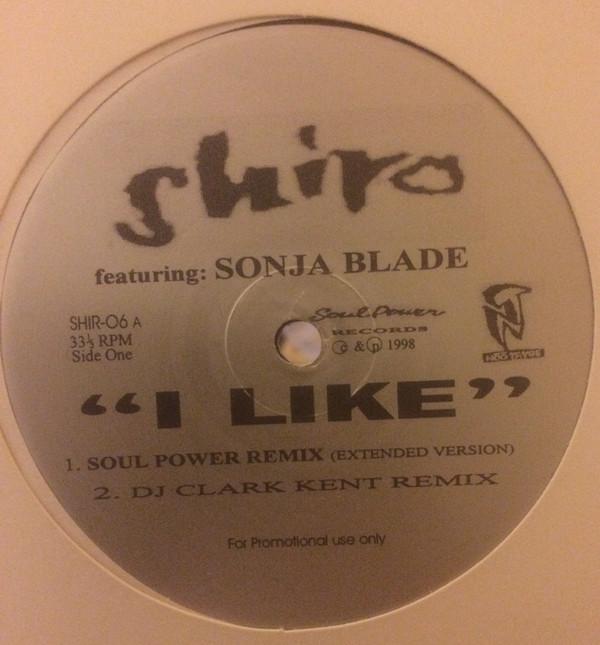 shiro
featuring: SONJA BLADE
SHIR-06 A
33⅓ RPM
Side One
Soul Power
RECORDS
© & ℗ 1998
“I LIKE”
1. SOUL POWER REMIX (EXTENDED VERSION)
2. DJ CLARK KENT REMIX
For Promotional use only